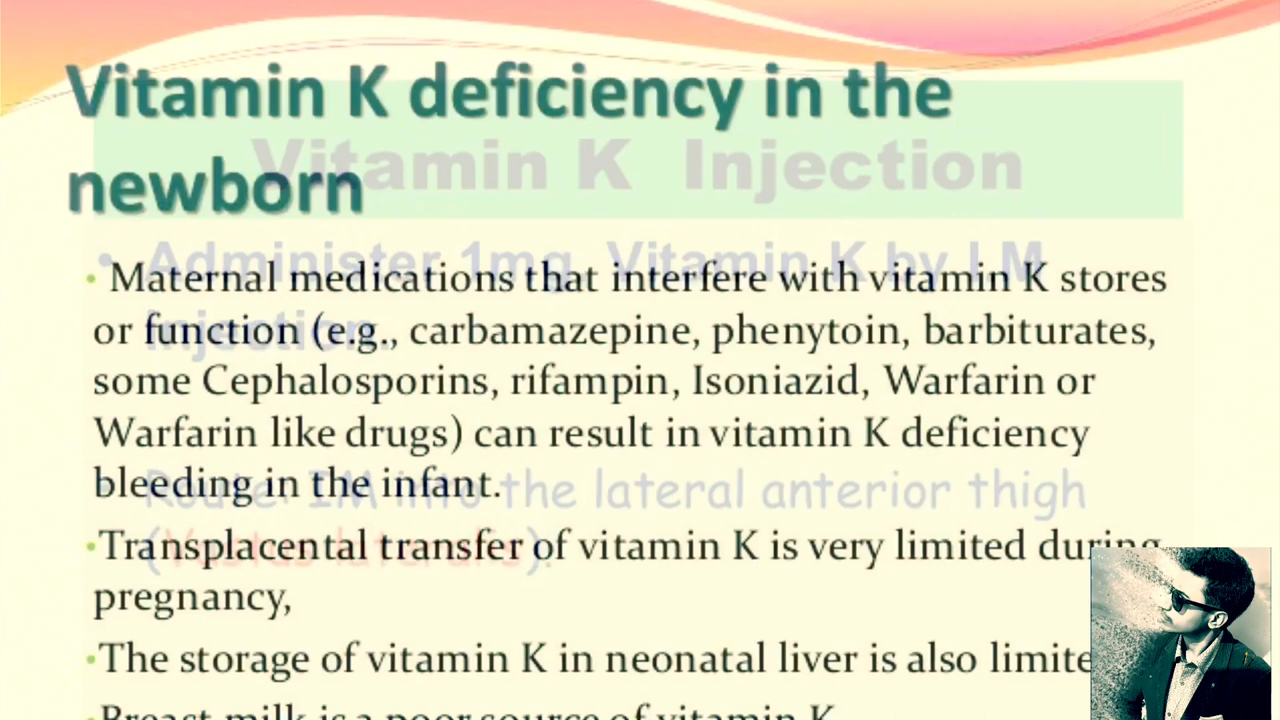 Vitamin K deficiency in the
newborn
Vitamin K Injection
• Administer 1mg Vitamin K by I M
injection.
• Maternal medications that interfere with vitamin K stores
or function (e.g., carbamazepine, phenytoin, barbiturates,
some Cephalosporins, rifampin, Isoniazid, Warfarin or
Warfarin like drugs) can result in vitamin K deficiency
bleeding in the infant.
Route: IM into the lateral anterior thigh
(Vastus lateralis).
•Transplacental transfer of vitamin K is very limited during
pregnancy,
•The storage of vitamin K in neonatal liver is also limite
•Breast milk is a poor source of vitamin K